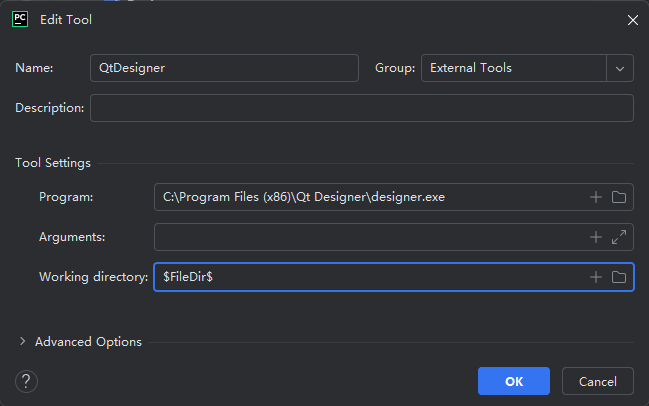 PC Edit Tool
Name: QtDesigner Group: External Tools
Description:
Tool Settings
Program: C:\Program Files (x86)\Qt Designer\designer.exe
Arguments:
Working directory: $FileDir$
Advanced Options
? OK Cancel